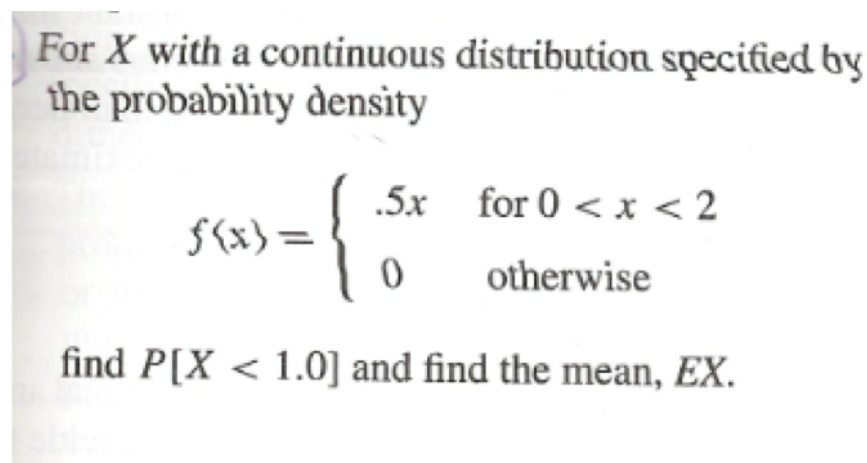 For X with a continuous distribution specified by
the probability density
f(x) = { .5x for 0 < x < 2
0 otherwise
find P[X < 1.0] and find the mean, EX.